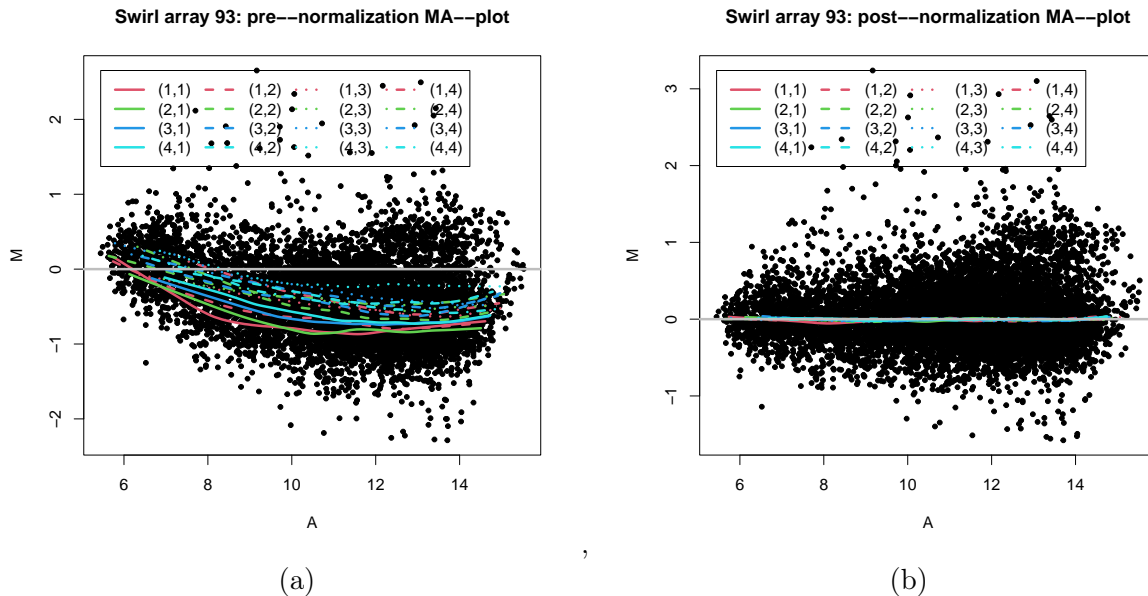 Swirl array 93: pre−−normalization MA−−plot
M
2
1
0
−1
−2
(1,1) (1,2) (1,3) (1,4)
(2,1) (2,2) (2,3) (2,4)
(3,1) (3,2) (3,3) (3,4)
(4,1) (4,2) (4,3) (4,4)
6 8 10 12 14
A
(a)
,
Swirl array 93: post−−normalization MA−−plot
M
3
2
1
0
−1
(1,1) (1,2) (1,3) (1,4)
(2,1) (2,2) (2,3) (2,4)
(3,1) (3,2) (3,3) (3,4)
(4,1) (4,2) (4,3) (4,4)
6 8 10 12 14
A
(b)